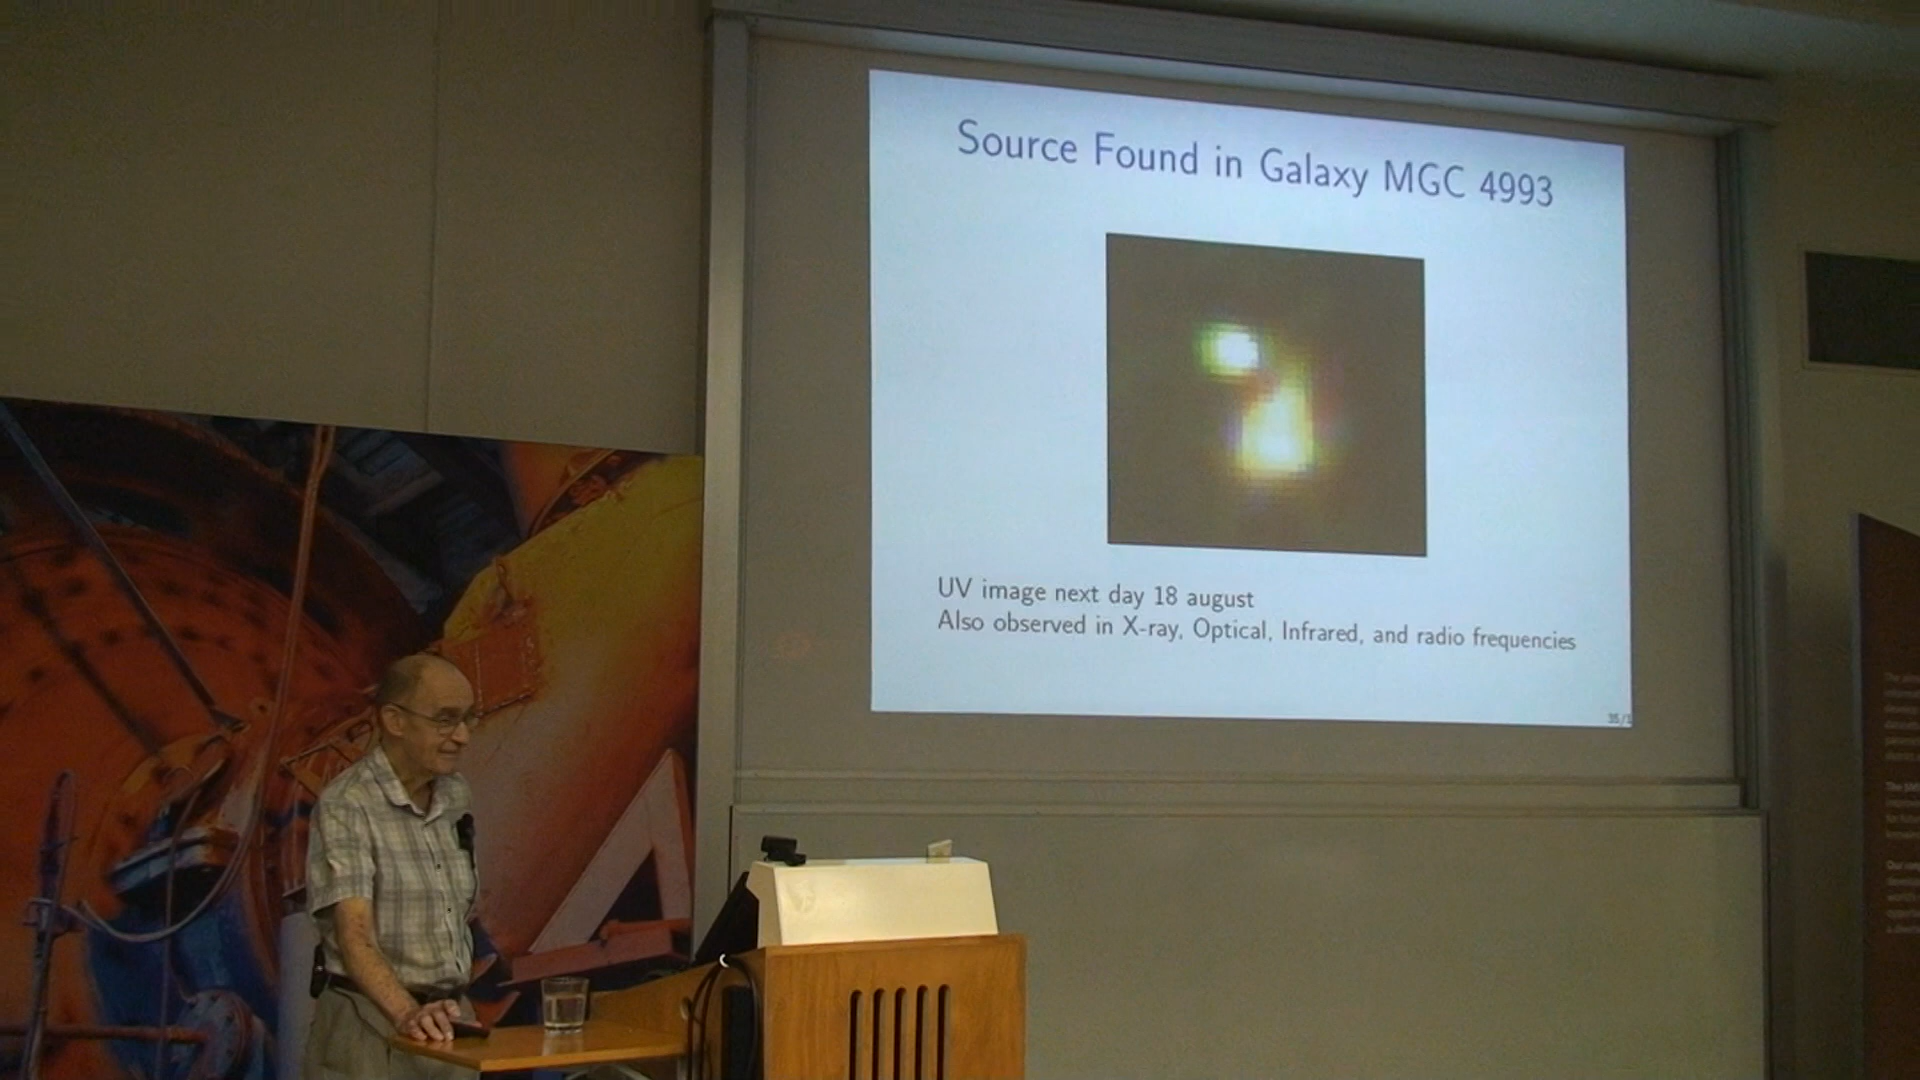 Source Found in Galaxy MGC 4993
UV image next day 18 august
Also observed in X-ray, Optical, Infrared, and radio frequencies